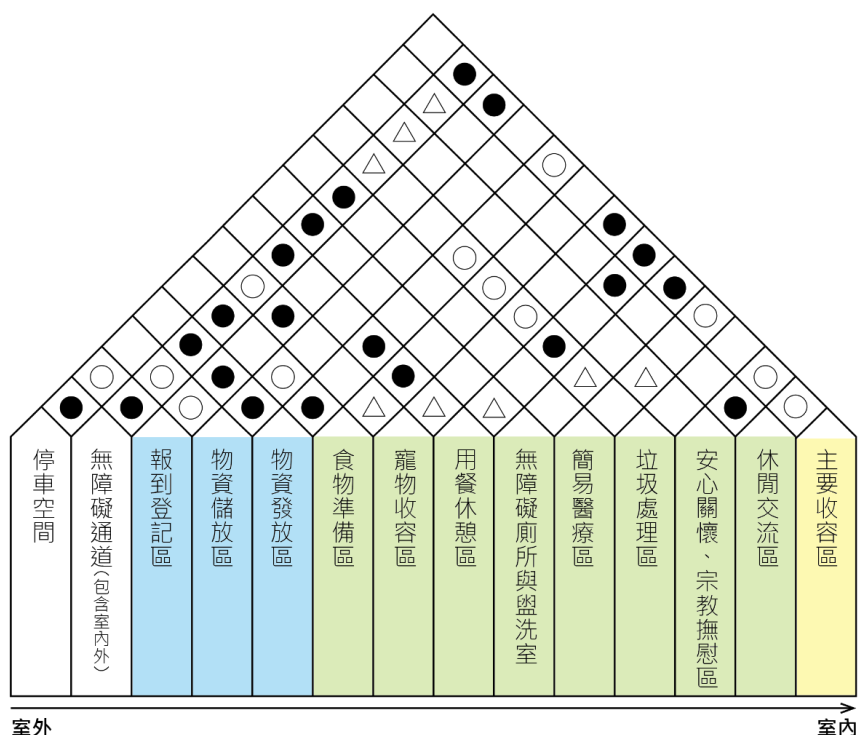 停車空間
無障礙通道(包含室內外)
報到登記區
物資儲放區
物資發放區
食物準備區
寵物收容區
用餐休憩區
無障礙廁所與盥洗室
簡易醫療區
垃圾處理區
安心關懷、宗教撫慰區
休閒交流區
主要收容區
室外
室內